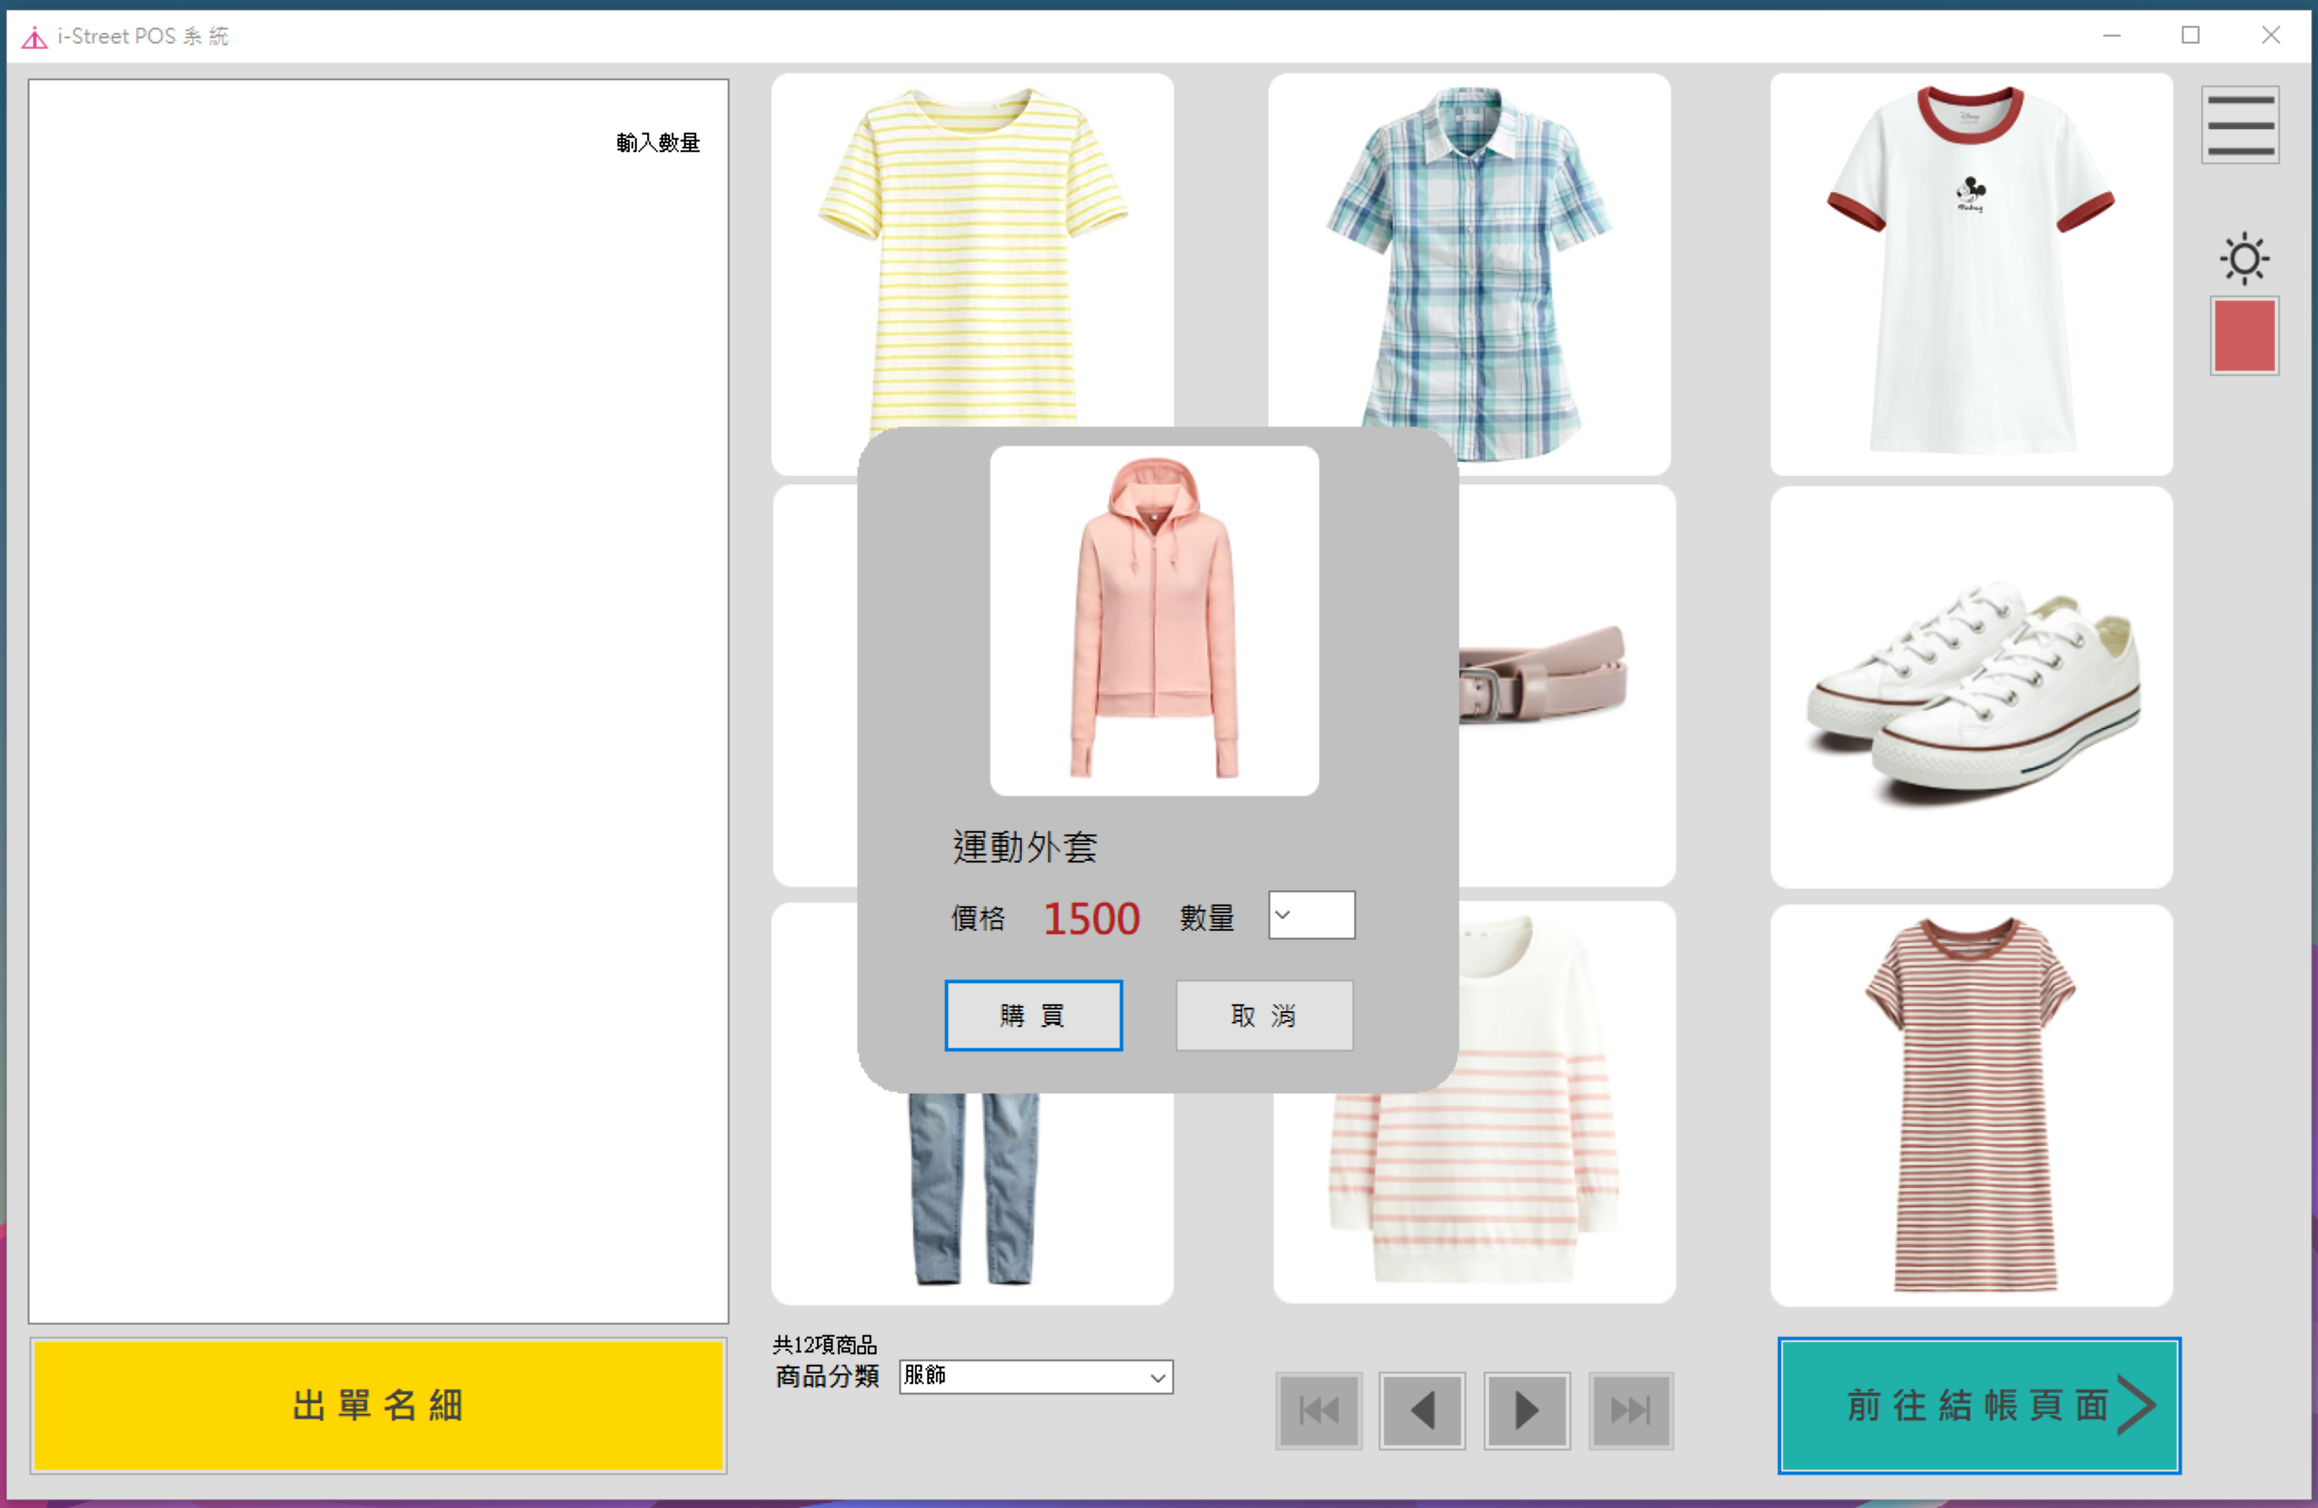 i-Street POS 系統
輸入數量
運動外套
價格 1500 數量
購買
取消
共12項商品
商品分類 服飾
出單名細
前往結帳頁面